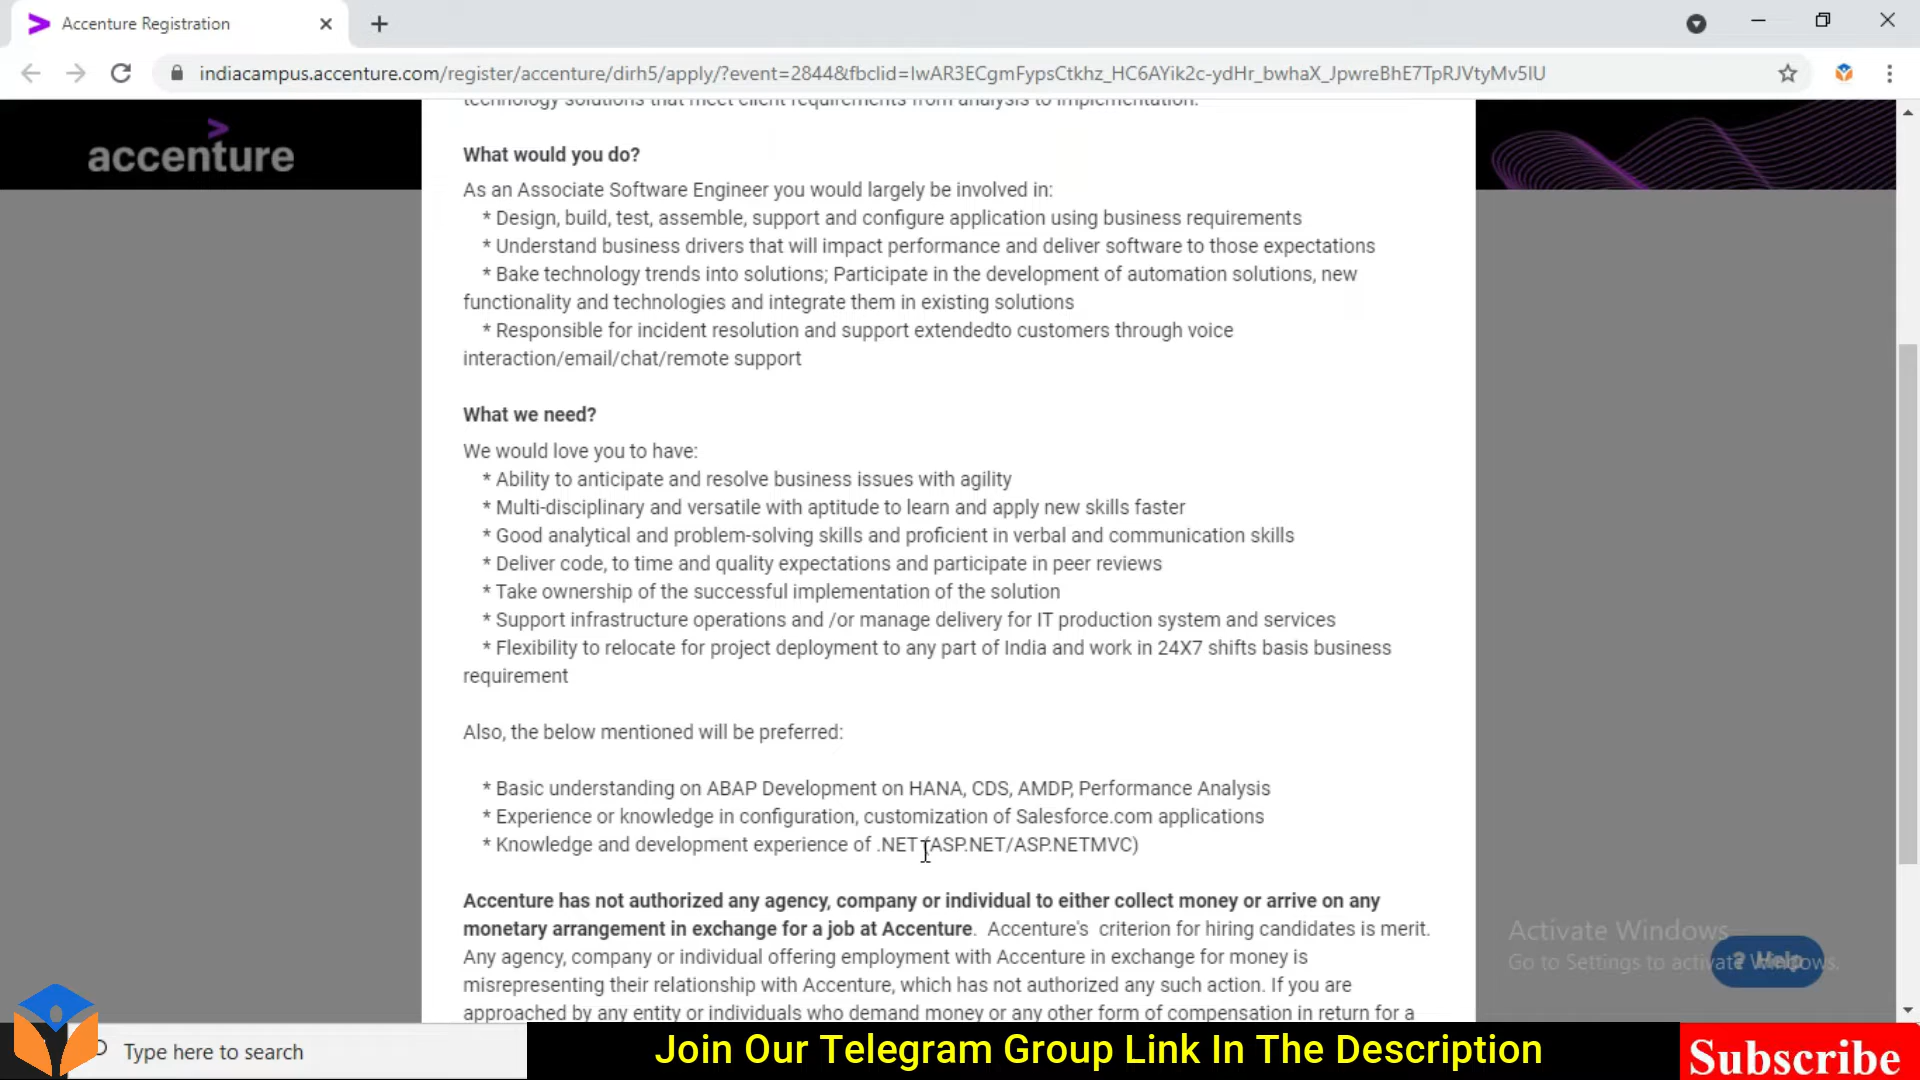 Accenture Registration
indiacampus.accenture.com/register/accenture/dirh5/apply/?event=2844&fbclid=IwAR3ECgmFypsCtkhz_HC6AYik2c-ydHr_bwhaX_JpwreBhE7TpRJVtyMv5IU
technology solutions that meet client requirements from analysis to implementation.
accenture
What would you do?
As an Associate Software Engineer you would largely be involved in:
* Design, build, test, assemble, support and configure application using business requirements
* Understand business drivers that will impact performance and deliver software to those expectations
* Bake technology trends into solutions; Participate in the development of automation solutions, new
functionality and technologies and integrate them in existing solutions
* Responsible for incident resolution and support extendedto customers through voice
interaction/email/chat/remote support
What we need?
We would love you to have:
* Ability to anticipate and resolve business issues with agility
* Multi-disciplinary and versatile with aptitude to learn and apply new skills faster
* Good analytical and problem-solving skills and proficient in verbal and communication skills
* Deliver code, to time and quality expectations and participate in peer reviews
* Take ownership of the successful implementation of the solution
* Support infrastructure operations and /or manage delivery for IT production system and services
* Flexibility to relocate for project deployment to any part of India and work in 24X7 shifts basis business
requirement
Also, the below mentioned will be preferred:
* Basic understanding on ABAP Development on HANA, CDS, AMDP, Performance Analysis
* Experience or knowledge in configuration, customization of Salesforce.com applications
* Knowledge and development experience of .NET (ASP.NET/ASP.NETMVC)
Accenture has not authorized any agency, company or individual to either collect money or arrive on any
monetary arrangement in exchange for a job at Accenture. Accenture's criterion for hiring candidates is merit.
Any agency, company or individual offering employment with Accenture in exchange for money is
misrepresenting their relationship with Accenture, which has not authorized any such action. If you are
approached by any entity or individuals who demand money or any other form of compensation in return for a
Activate Windows
Go to Settings to activate Windows.
? Help
Type here to search
Join Our Telegram Group Link In The Description
Subscribe